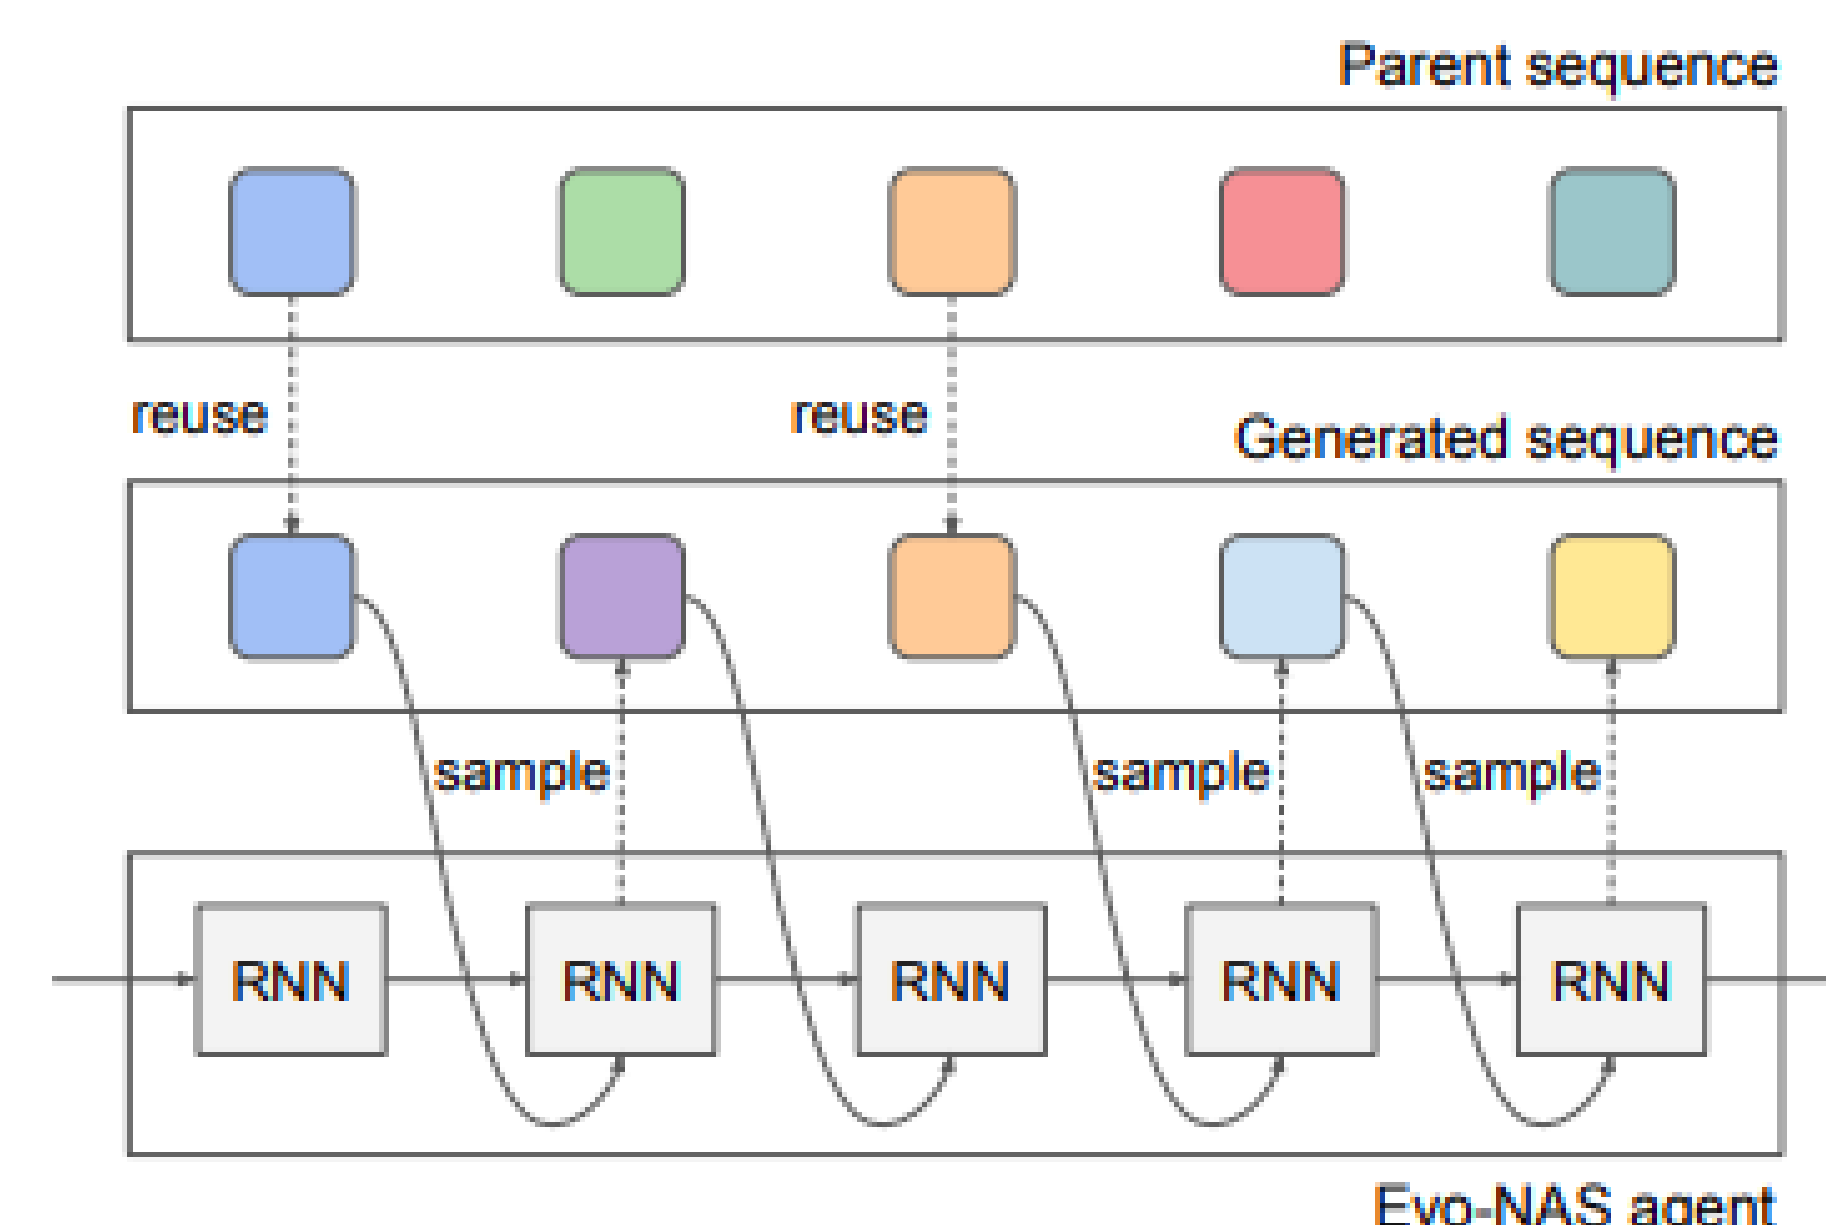 Parent sequence
reuse
reuse
Generated sequence
sample
sample
sample
RNN
RNN
RNN
RNN
RNN
Evo-NAS agent